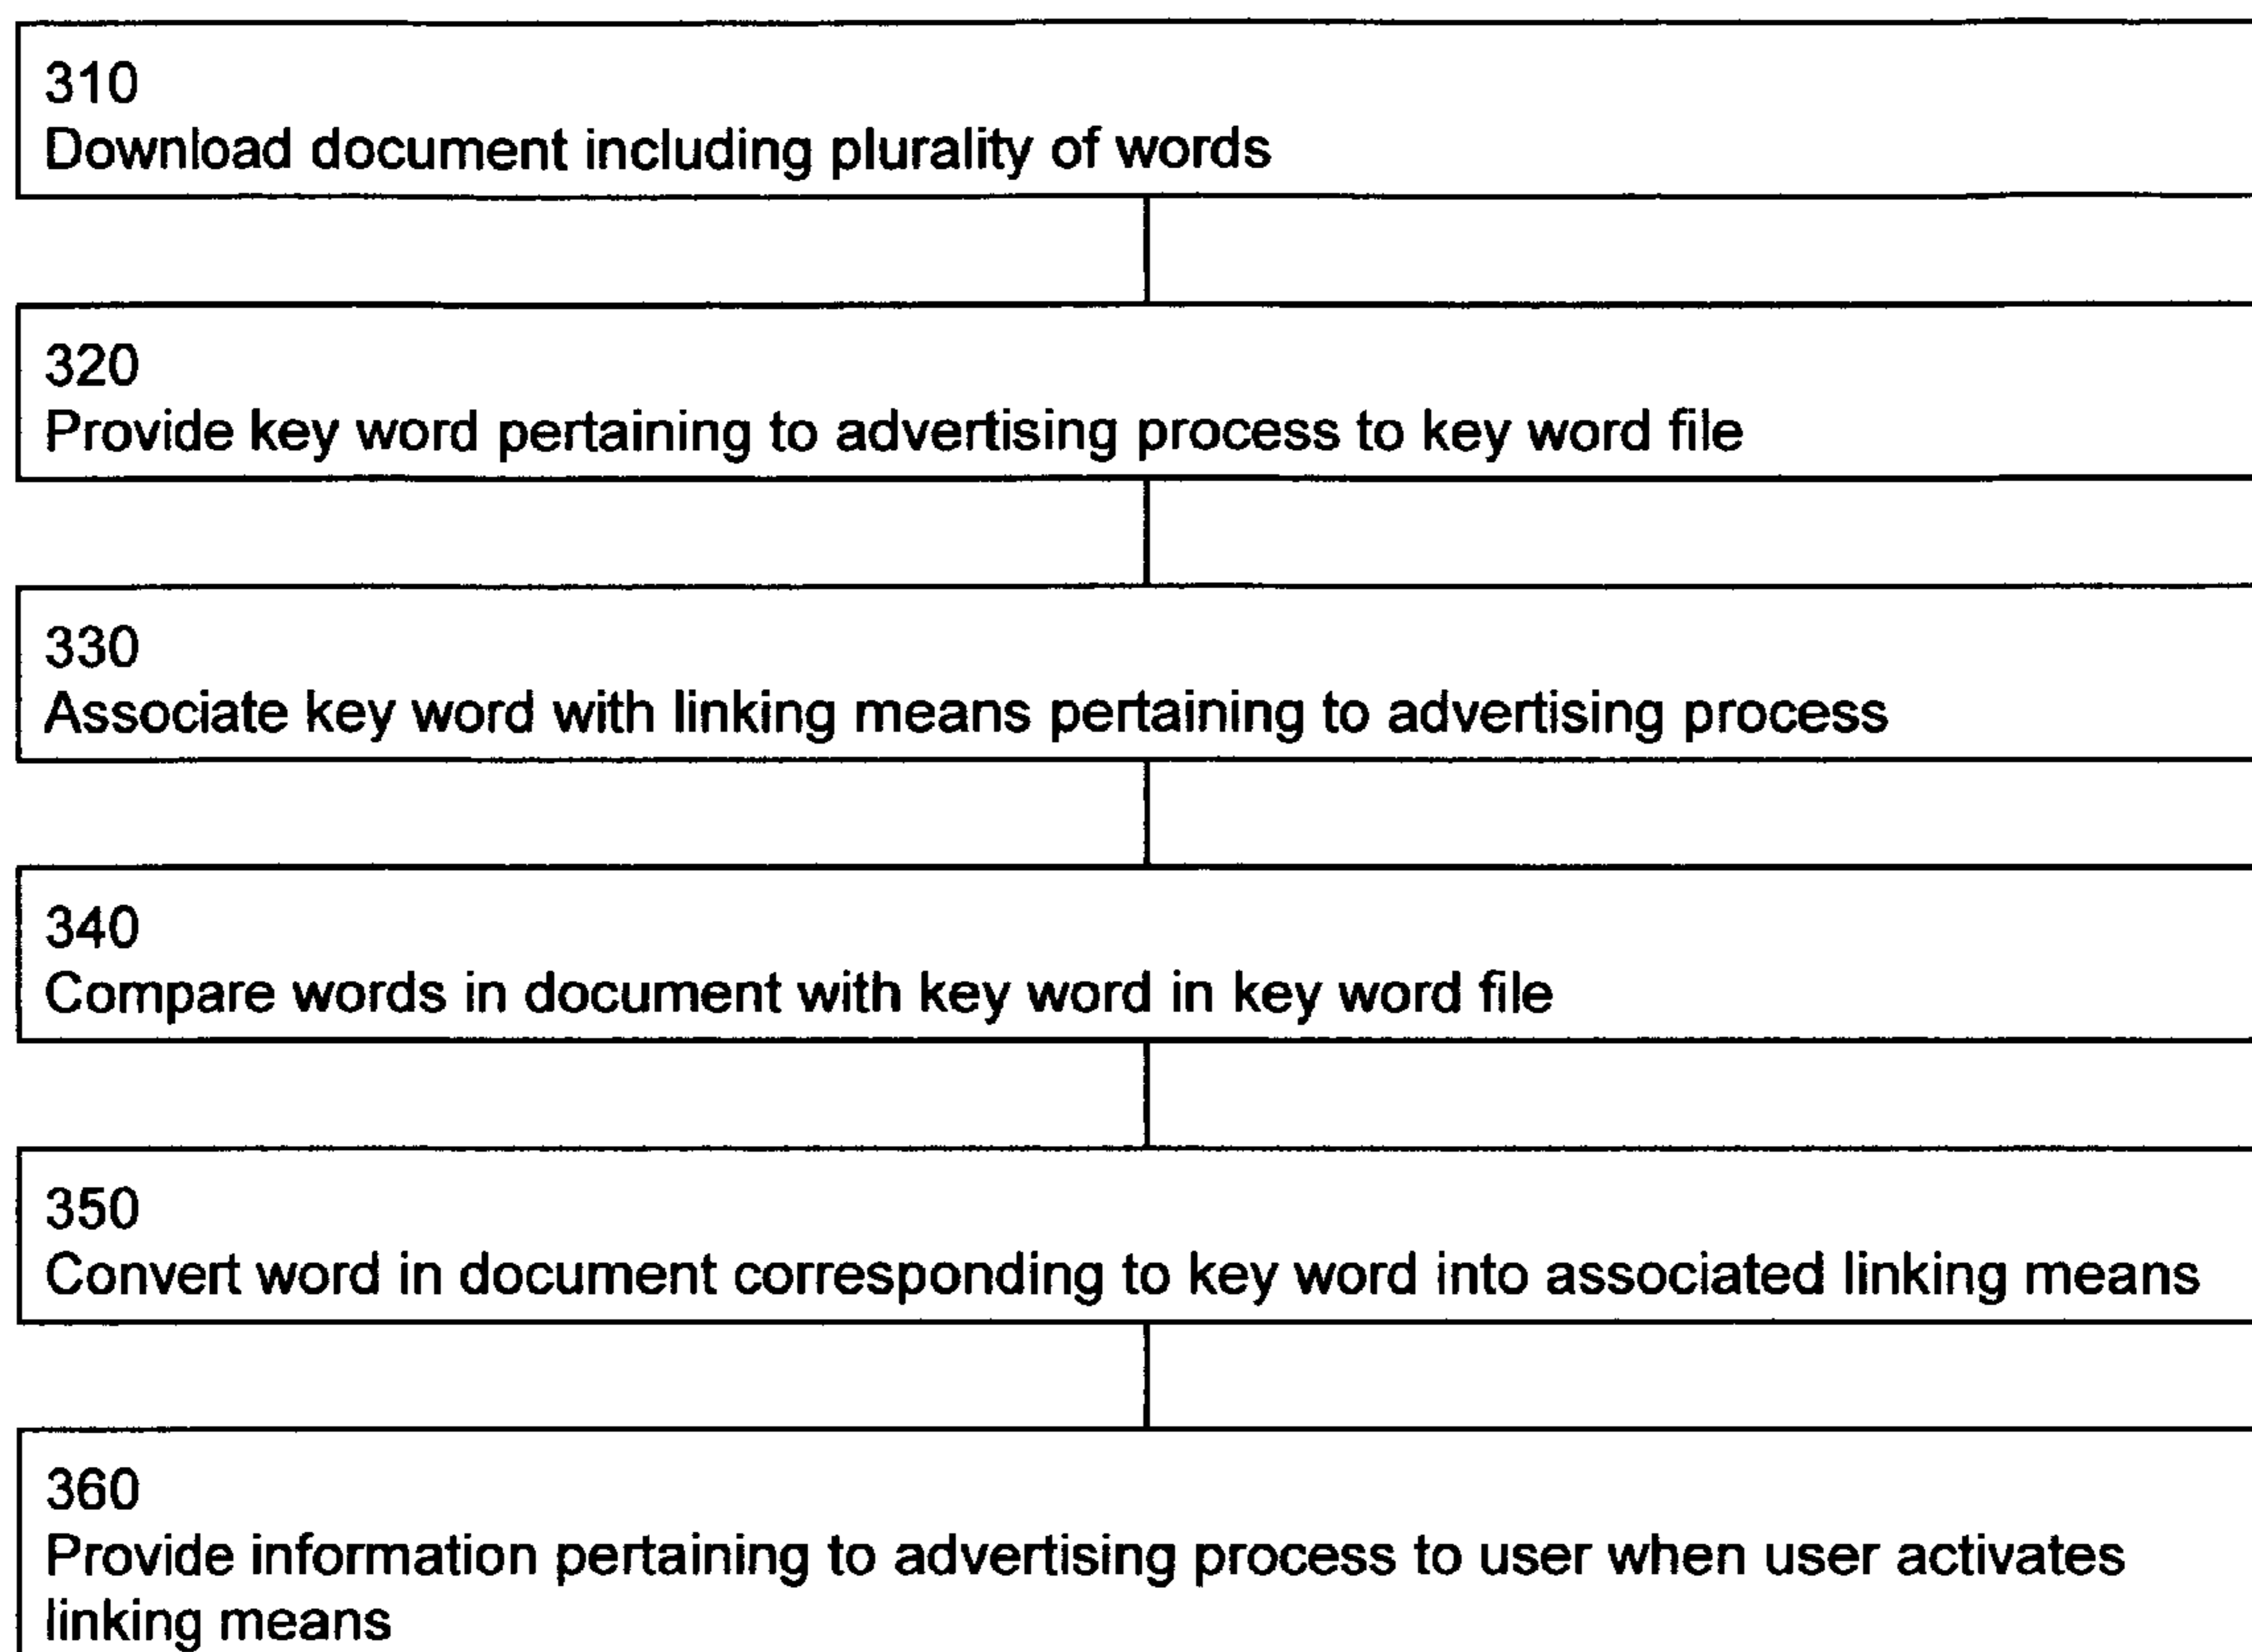 310
Download document including plurality of words
320
Provide key word pertaining to advertising process to key word file
330
Associate key word with linking means pertaining to advertising process
340
Compare words in document with key word in key word file
350
Convert word in document corresponding to key word into associated linking means
360
Provide information pertaining to advertising process to user when user activates
linking means